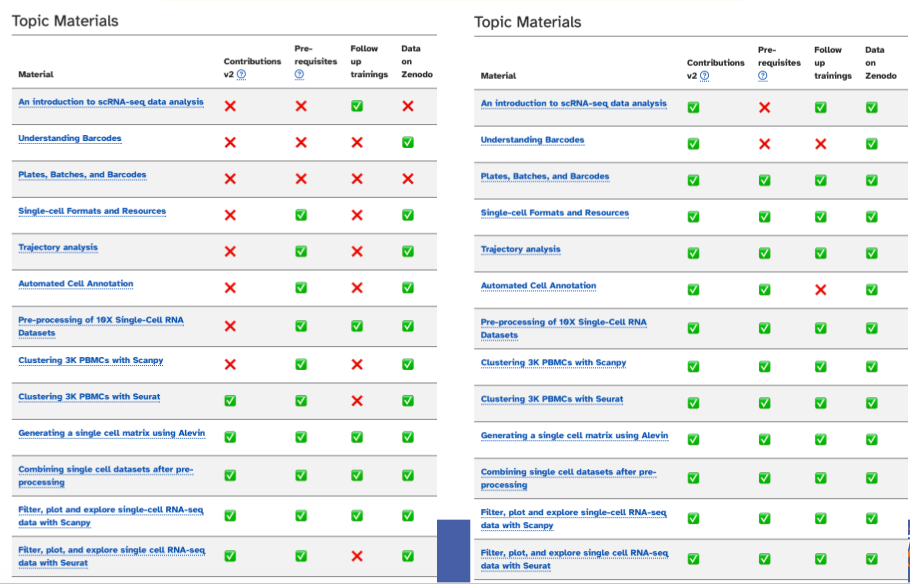 Topic Materials
Material
Contributions
v2
Pre-
requisites
Follow
up
trainings
Data
on
Zenodo
An introduction to scRNA-seq data analysis ❌ ❌ ✅ ❌
Understanding Barcodes ❌ ❌ ❌ ✅
Plates, Batches, and Barcodes ❌ ❌ ❌ ❌
Single-cell Formats and Resources ❌ ✅ ❌ ✅
Trajectory analysis ❌ ✅ ❌ ✅
Automated Cell Annotation ❌ ✅ ❌ ✅
Pre-processing of 10X Single-Cell RNA
Datasets ❌ ✅ ✅ ✅
Clustering 3K PBMCs with Scanpy ❌ ✅ ❌ ✅
Clustering 3K PBMCs with Seurat ✅ ✅ ❌ ✅
Generating a single cell matrix using Alevin ✅ ✅ ✅ ✅
Combining single cell datasets after pre-
processing ✅ ✅ ✅ ✅
Filter, plot and explore single-cell RNA-seq
data with Scanpy ✅ ✅ ✅ ✅
Filter, plot, and explore single cell RNA-seq
data with Seurat ✅ ✅ ❌ ✅
Topic Materials
Material
Contributions
v2
Pre-
requisites
Follow
up
trainings
Data
on
Zenodo
An introduction to scRNA-seq data analysis ✅ ❌ ✅ ✅
Understanding Barcodes ✅ ❌ ❌ ✅
Plates, Batches, and Barcodes ✅ ✅ ✅ ✅
Single-cell Formats and Resources ✅ ✅ ✅ ✅
Trajectory analysis ✅ ✅ ✅ ✅
Automated Cell Annotation ✅ ✅ ❌ ✅
Pre-processing of 10X Single-Cell RNA
Datasets ✅ ✅ ✅ ✅
Clustering 3K PBMCs with Scanpy ✅ ✅ ✅ ✅
Clustering 3K PBMCs with Seurat ✅ ✅ ✅ ✅
Generating a single cell matrix using Alevin ✅ ✅ ✅ ✅
Combining single cell datasets after pre-
processing ✅ ✅ ✅ ✅
Filter, plot and explore single-cell RNA-seq
data with Scanpy ✅ ✅ ✅ ✅
Filter, plot, and explore single cell RNA-seq
data with Seurat ✅ ✅ ✅ ✅